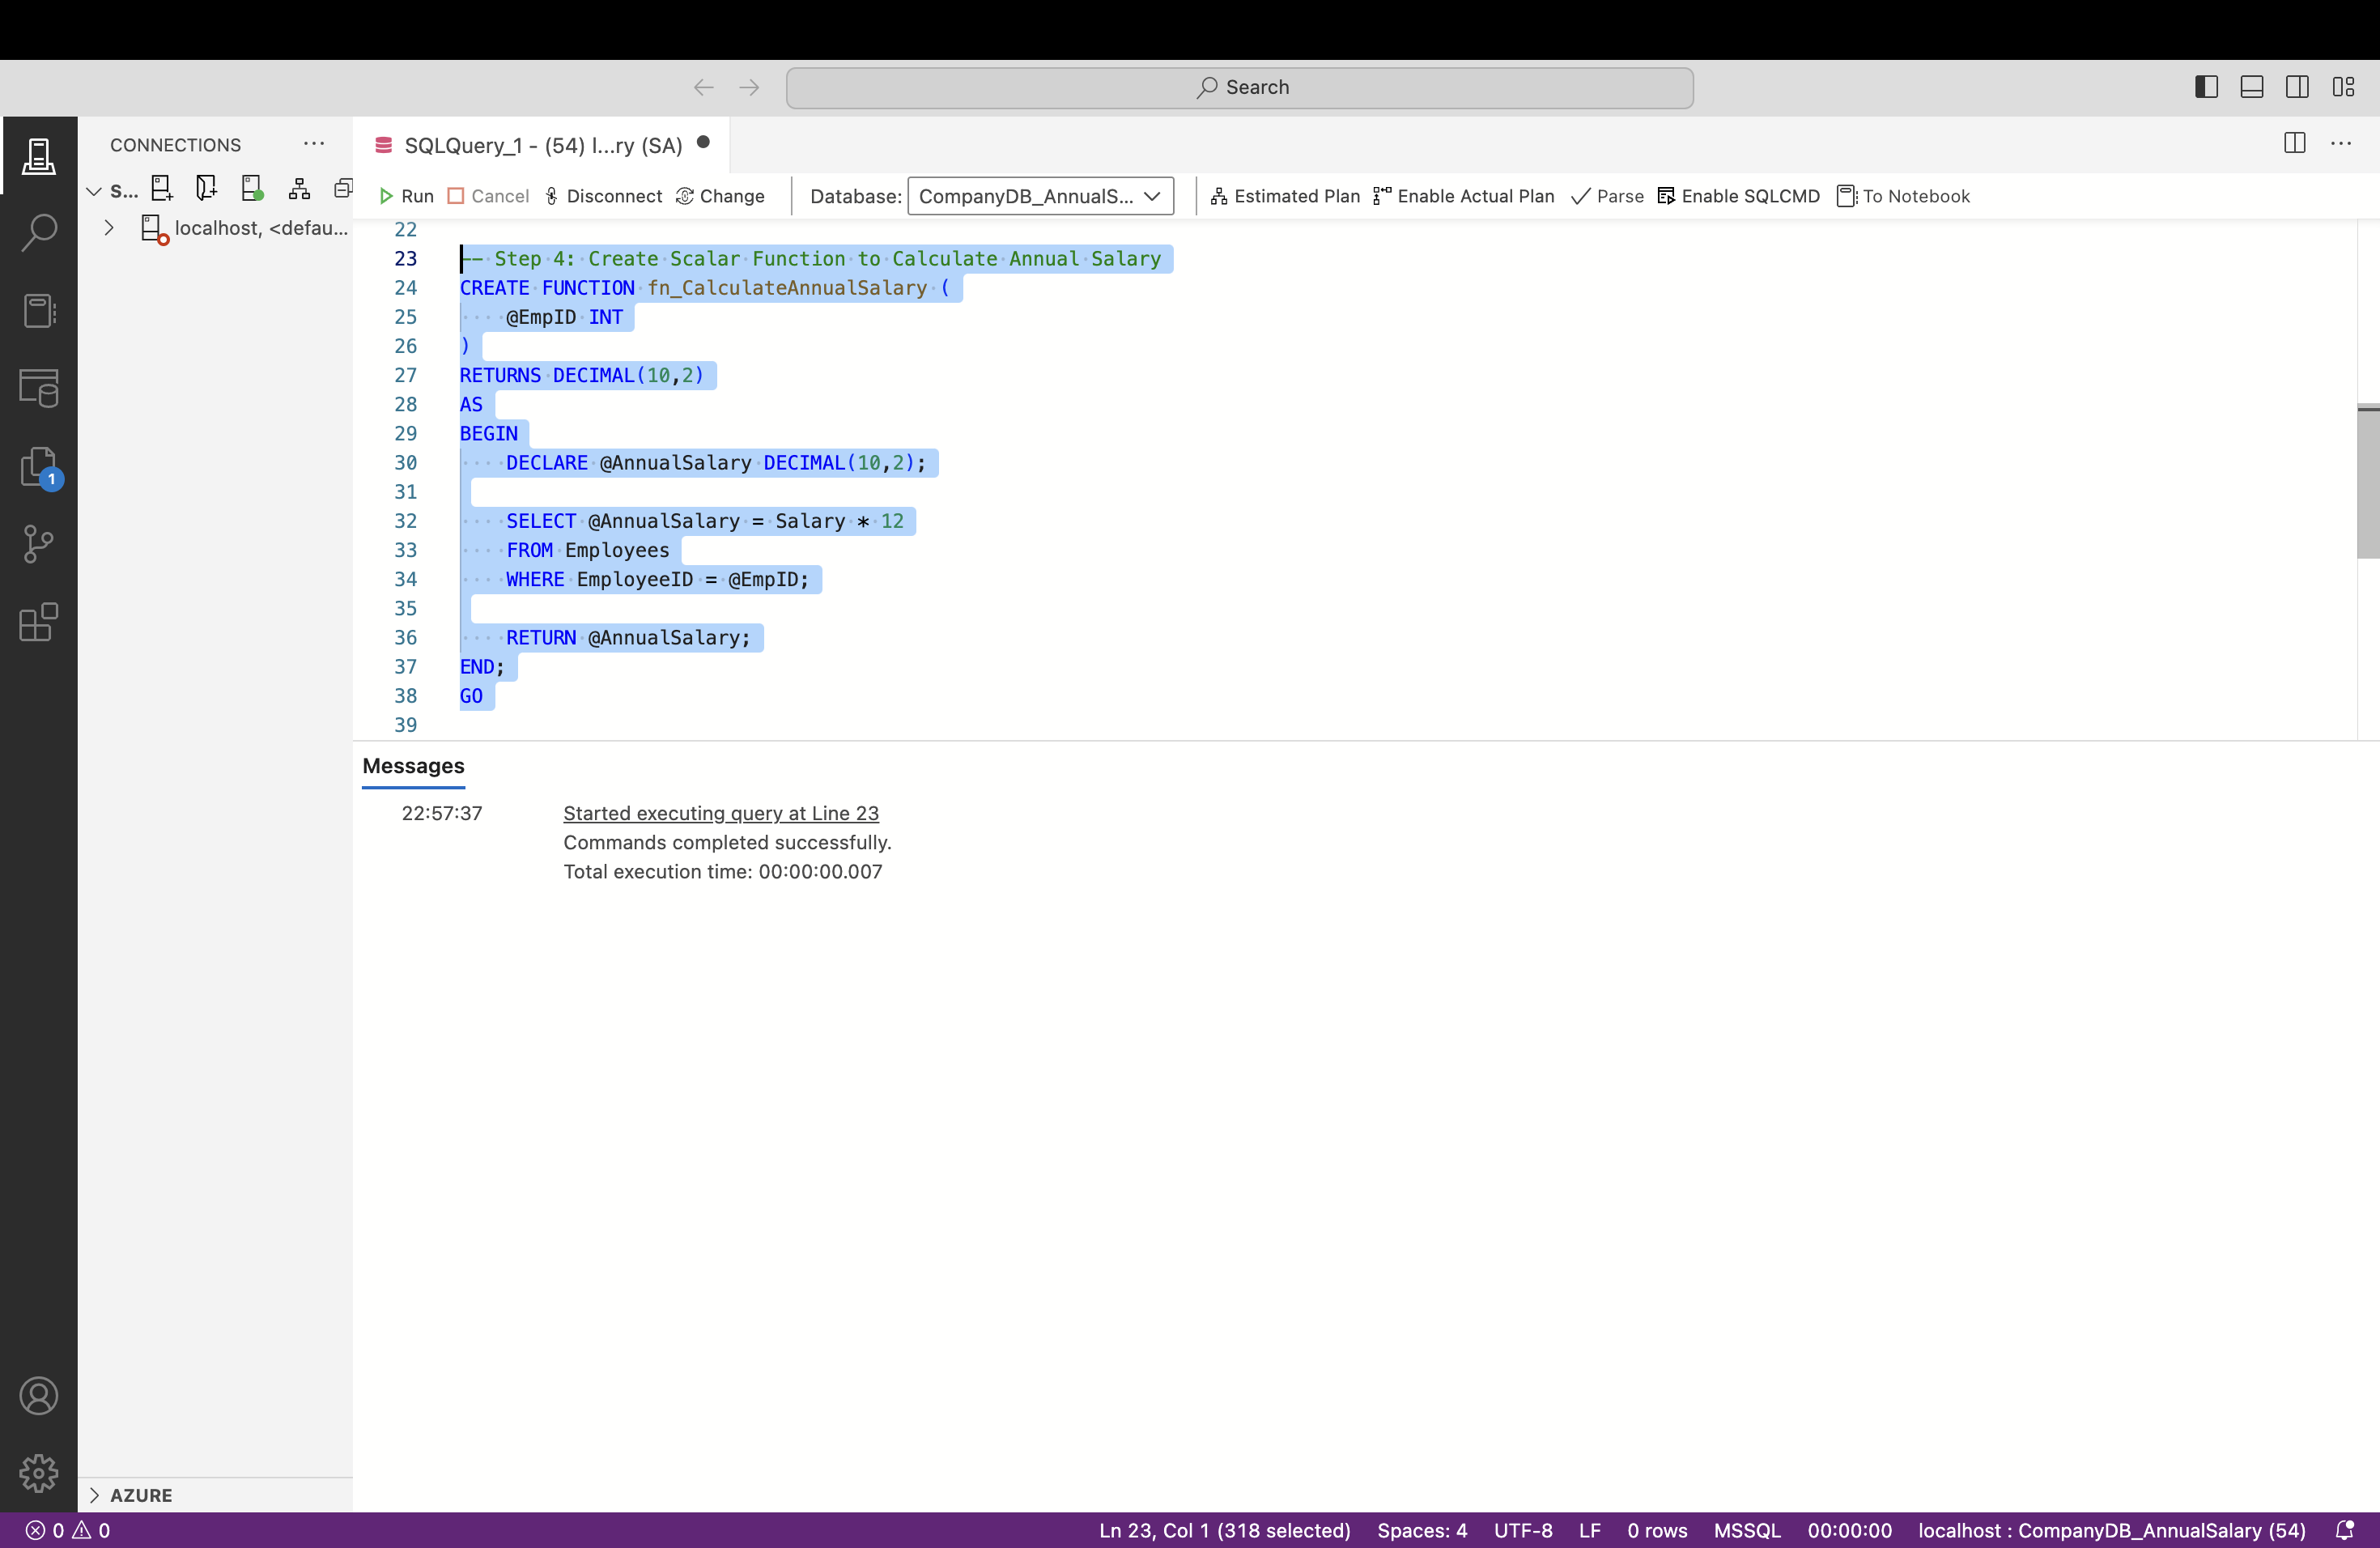 Search
CONNECTIONS
S...
localhost, <defau...
SQLQuery_1 - (54) l...ry (SA)
Run Cancel Disconnect Change Database: CompanyDB_AnnualS... Estimated Plan Enable Actual Plan Parse Enable SQLCMD To Notebook
22
23 -- Step 4: Create Scalar Function to Calculate Annual Salary
24 CREATE FUNCTION fn_CalculateAnnualSalary (
25 @EmpID INT
26 )
27 RETURNS DECIMAL(10,2)
28 AS
29 BEGIN
30 DECLARE @AnnualSalary DECIMAL(10,2);
31
32 SELECT @AnnualSalary = Salary * 12
33 FROM Employees
34 WHERE EmployeeID = @EmpID;
35
36 RETURN @AnnualSalary;
37 END;
38 GO
39
1
Messages
22:57:37 Started executing query at Line 23
Commands completed successfully.
Total execution time: 00:00:00.007
AZURE
0 0 Ln 23, Col 1 (318 selected) Spaces: 4 UTF-8 LF 0 rows MSSQL 00:00:00 localhost : CompanyDB_AnnualSalary (54)